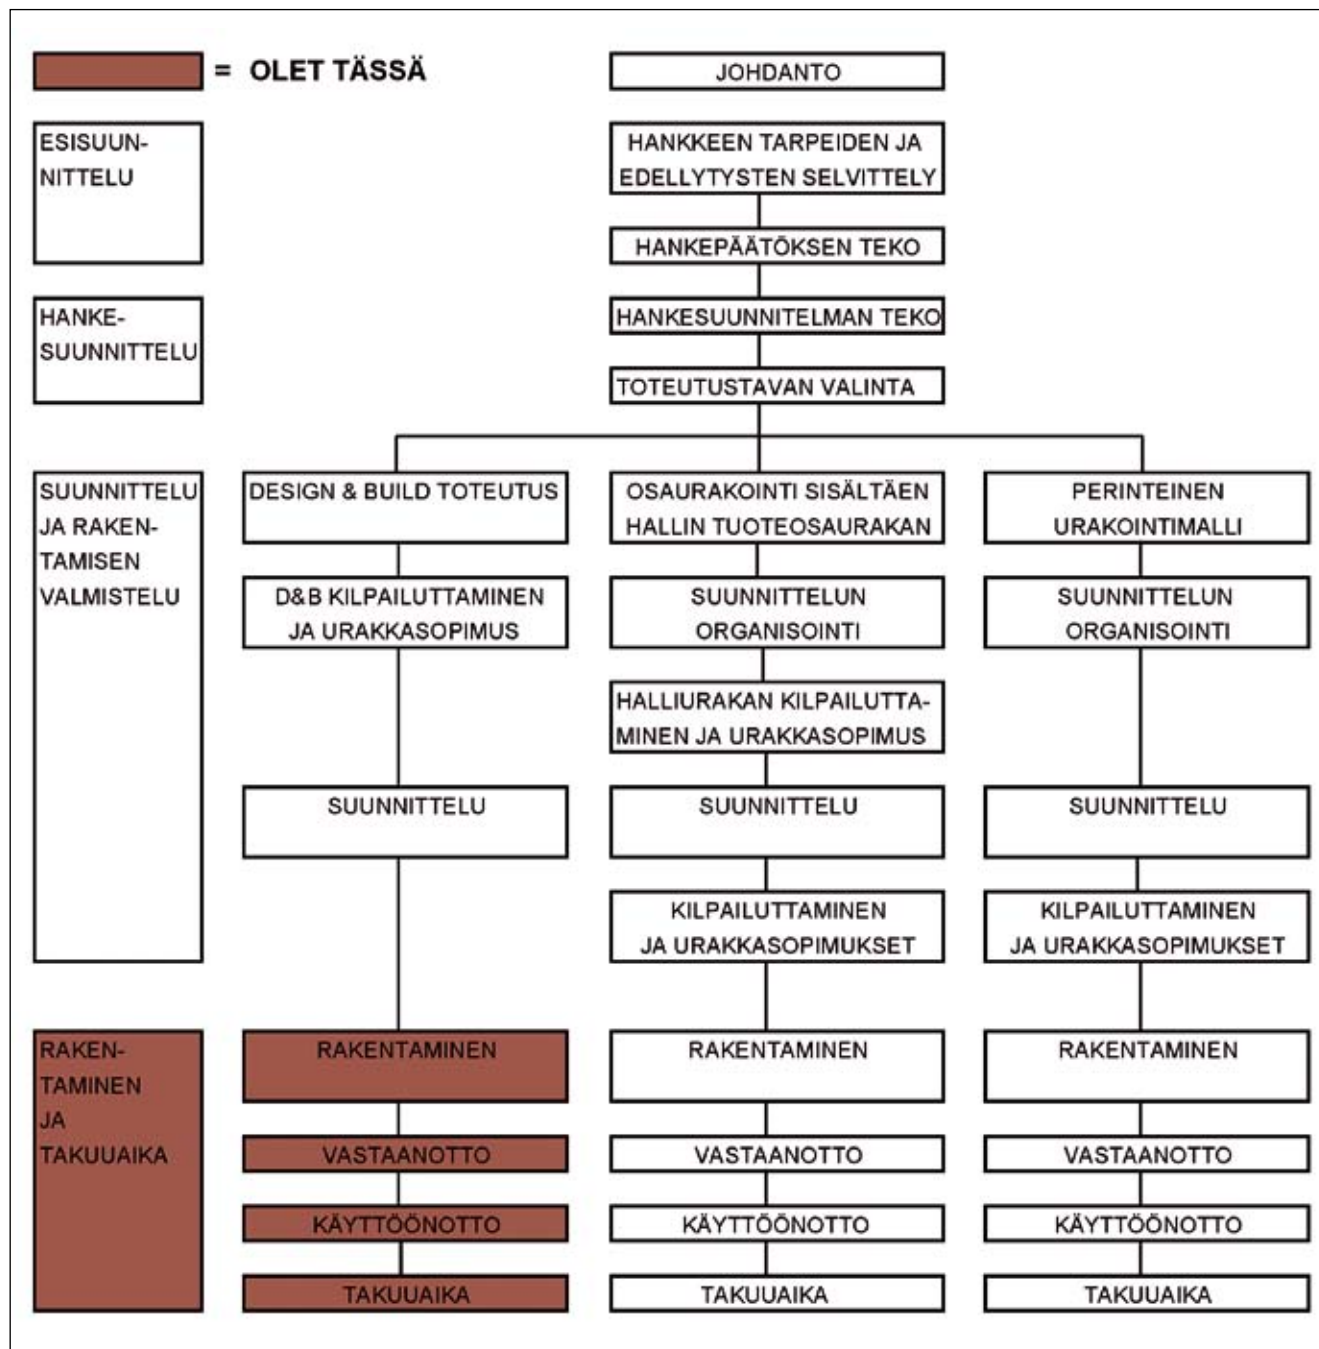 = OLET TÄSSÄ
JOHDANTO
ESISUUN-
NITTELU
HANKKEEN TARPEIDEN JA
EDELLYTYSTEN SELVITTELY
HANKEPÄÄTÖKSEN TEKO
HANKE-
SUUNNITTELU
HANKESUUNNITELMAN TEKO
TOTEUTUSTAVAN VALINTA
SUUNNITTELU
JA RAKEN-
TAMISEN
VALMISTELU
DESIGN & BUILD TOTEUTUS
OSAURAKOINTI SISÄLTÄEN
HALLIN TUOTEOSAURAKAN
PERINTEINEN
URAKOINTIMALLI
D&B KILPAILUTTAMINEN
JA URAKKASOPIMUS
SUUNNITTELUN
ORGANISOINTI
SUUNNITTELUN
ORGANISOINTI
HALLIURAKAN KILPAILUTTA-
MINEN JA URAKKASOPIMUS
SUUNNITTELU
SUUNNITTELU
SUUNNITTELU
KILPAILUTTAMINEN
JA URAKKASOPIMUKSET
KILPAILUTTAMINEN
JA URAKKASOPIMUKSET
RAKEN-
TAMINEN
JA
TAKUUAIKA
RAKENTAMINEN
RAKENTAMINEN
RAKENTAMINEN
VASTAANOTTO
VASTAANOTTO
VASTAANOTTO
KÄYTTÖÖNOTTO
KÄYTTÖÖNOTTO
KÄYTTÖÖNOTTO
TAKUUAIKA
TAKUUAIKA
TAKUUAIKA